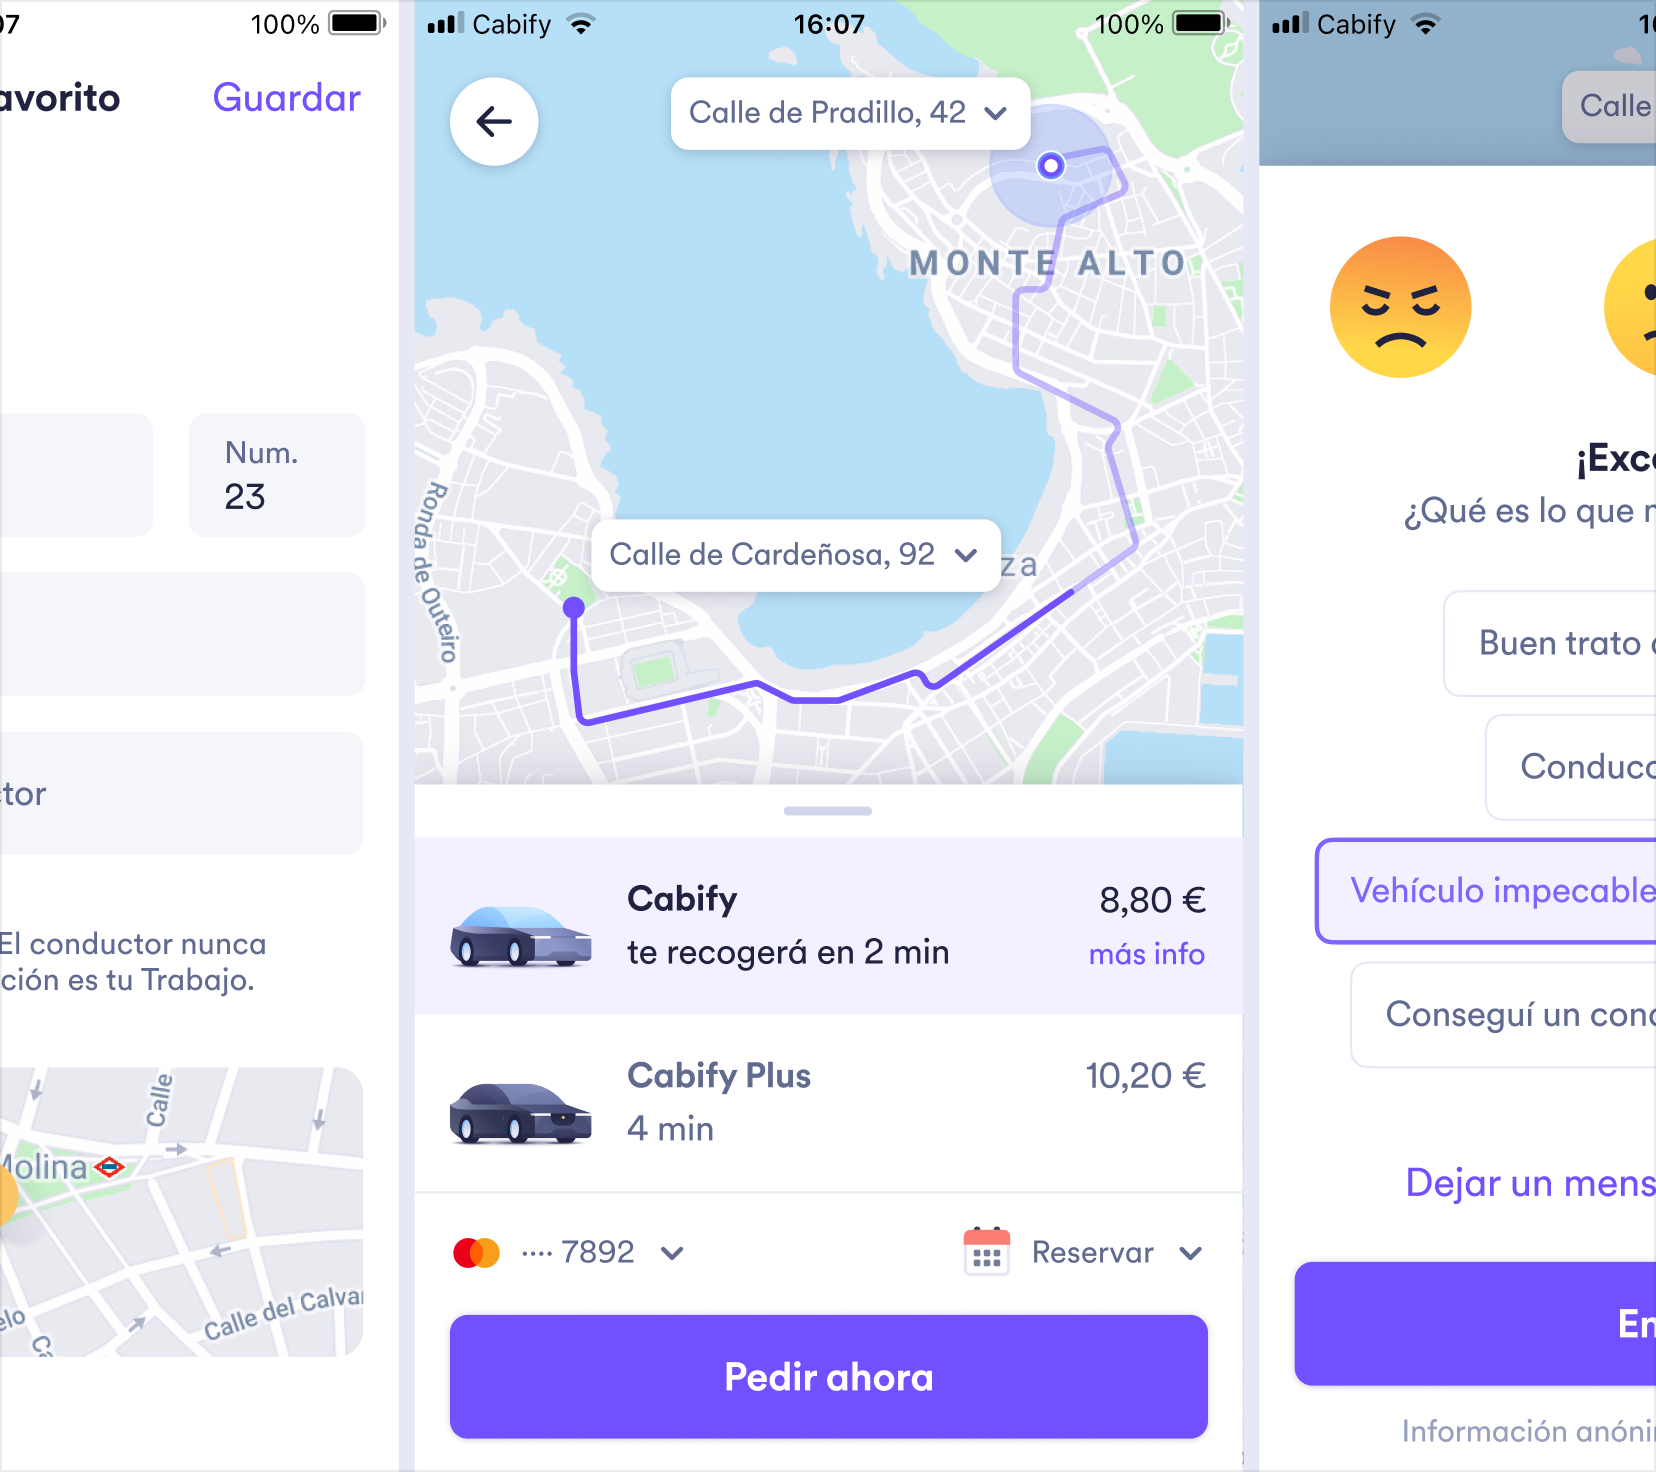 07
100%
avorito
Guardar
Num.
23
tor
El conductor nunca
ción es tu Trabajo.
Calle
Molina
elo
Calle del Calvar
Cabify
16:07
100%
Calle de Pradillo, 42
MONTE ALTO
Ronda de Outeiro
Calle de Cardeñosa, 92
za
Cabify
8,80 €
te recogerá en 2 min
más info
Cabify Plus
10,20 €
4 min
···· 7892
Reservar
Pedir ahora
Cabify
Calle
¡Exc
¿Qué es lo que
Buen trato
Conduc
Vehículo impecable
Conseguí un con
Dejar un mens
En
Información anóni